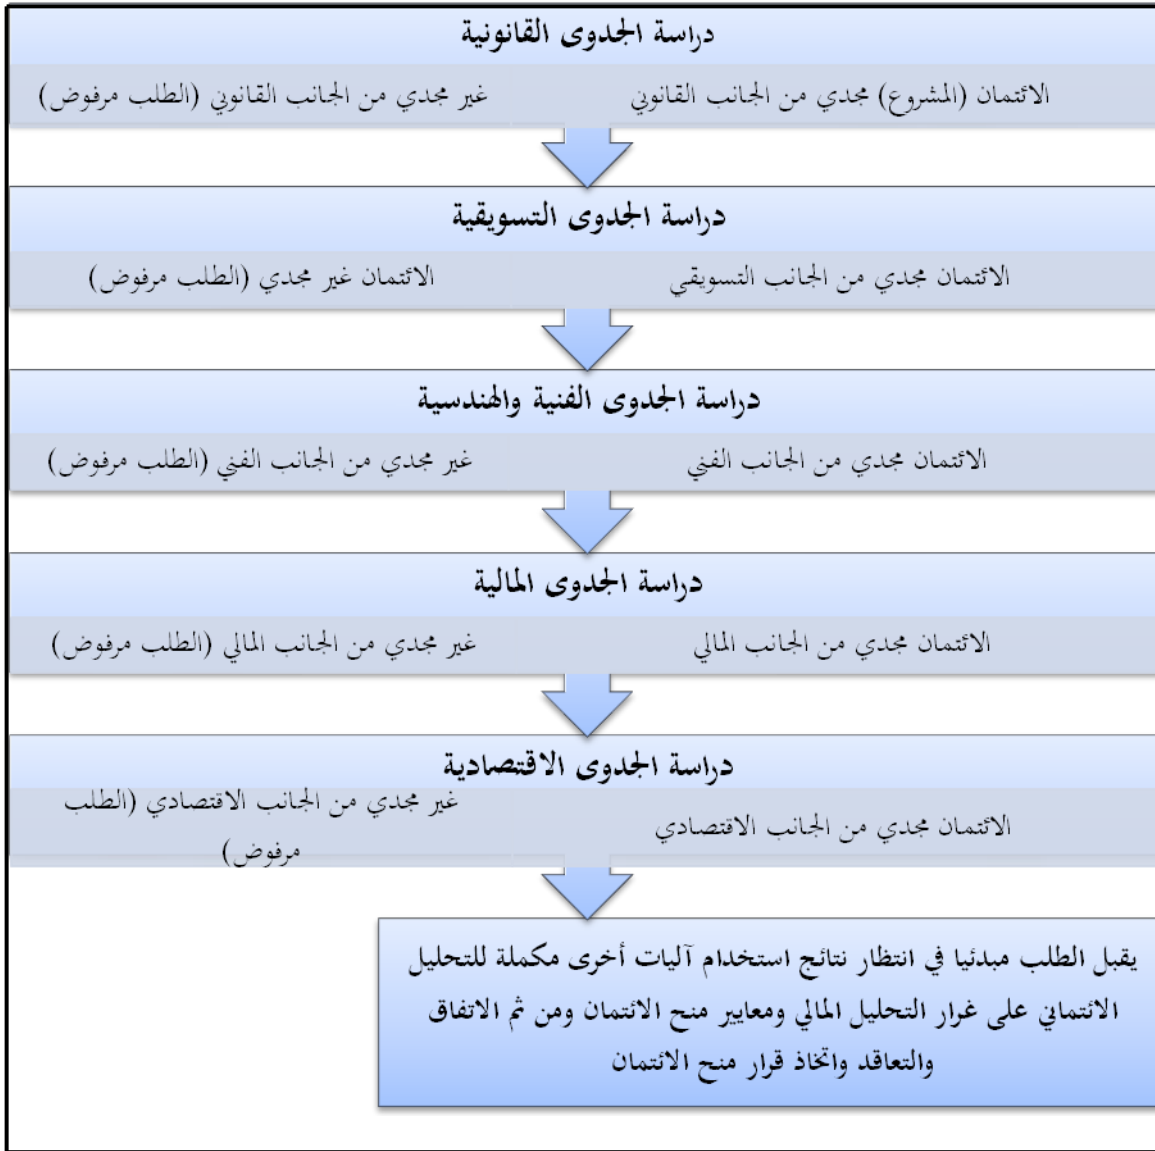 دراسة الجدوى القانونية
الائتمان (المشروع) مجدي من الجانب القانوني
غير مجدي من الجانب القانوني (الطلب مرفوض)
دراسة الجدوى التسويقية
الائتمان مجدي من الجانب التسويقي
الائتمان غير مجدي (الطلب مرفوض)
دراسة الجدوى الفنية والهندسية
الائتمان مجدي من الجانب الفني
غير مجدي من الجانب الفني (الطلب مرفوض)
دراسة الجدوى المالية
الائتمان مجدي من الجانب المالي
غير مجدي من الجانب المالي (الطلب مرفوض)
دراسة الجدوى الاقتصادية
الائتمان مجدي من الجانب الاقتصادي
غير مجدي من الجانب الاقتصادي (الطلب
مرفوض)
يقبل الطلب مبدئيا في انتظار نتائج استخدام آليات أخرى مكملة للتحليل
الائتماني على غرار التحليل المالي ومعايير منح الائتمان ومن ثم الاتفاق
والتعاقد واتخاذ قرار منح الائتمان